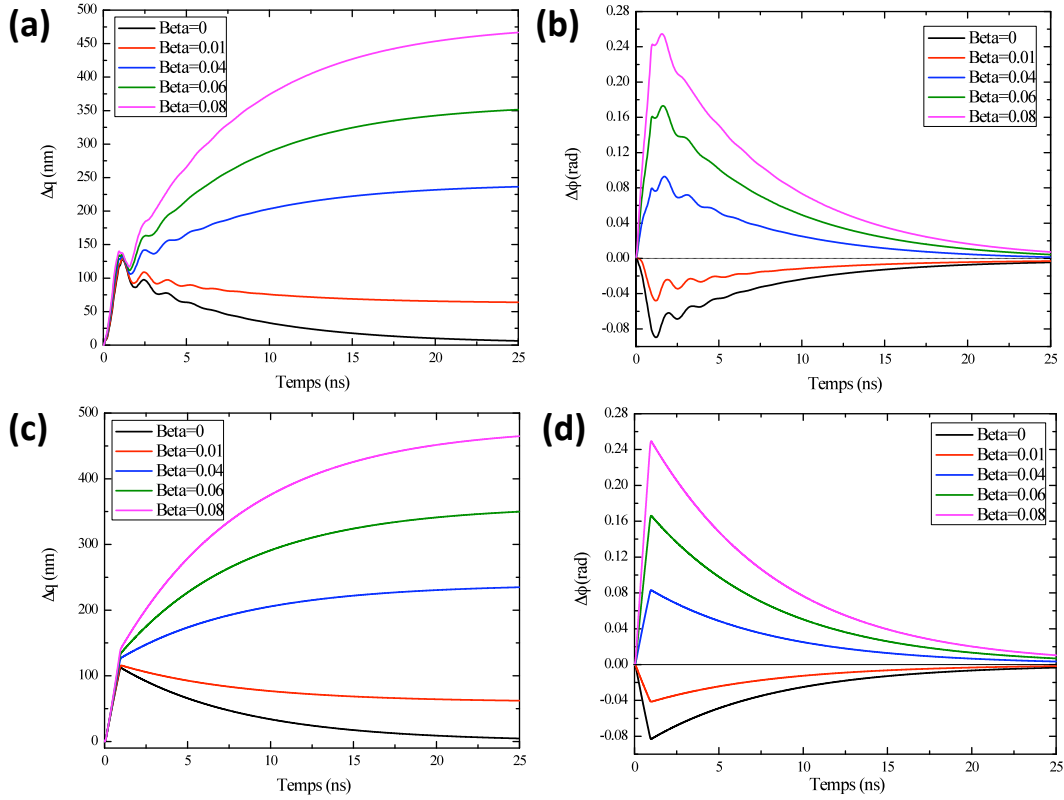 (a)
500
450
400
350
300
250
200
150
100
50
0
Δq (nm)
Beta=0
Beta=0.01
Beta=0.04
Beta=0.06
Beta=0.08
0 5 10 15 20 25
Temps (ns)
(b)
0.28
0.24
0.20
0.16
0.12
0.08
0.04
0.00
-0.04
-0.08
Δϕ(rad)
Beta=0
Beta=0.01
Beta=0.04
Beta=0.06
Beta=0.08
0 5 10 15 20 25
Temps (ns)
(c)
500
400
300
200
100
0
Δq (nm)
Beta=0
Beta=0.01
Beta=0.04
Beta=0.06
Beta=0.08
0 5 10 15 20 25
Temps (ns)
(d)
0.28
0.24
0.20
0.16
0.12
0.08
0.04
0.00
-0.04
-0.08
Δϕ(rad)
Beta=0
Beta=0.01
Beta=0.04
Beta=0.06
Beta=0.08
0 5 10 15 20 25
Temps (ns)